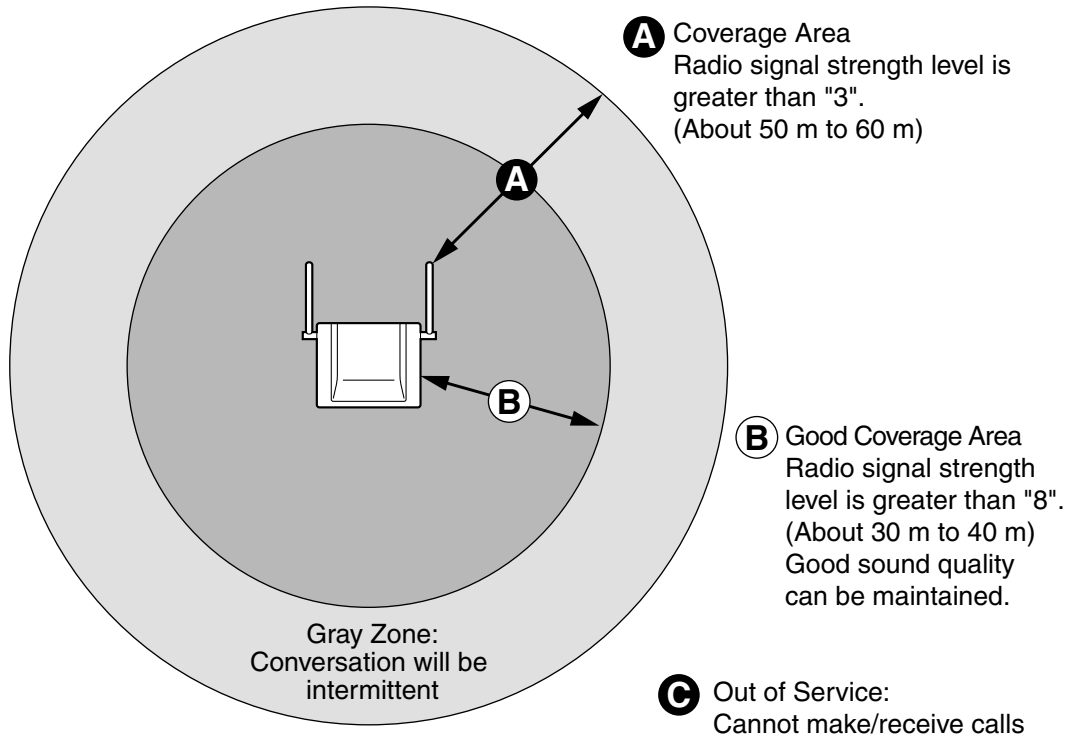 A Coverage Area
Radio signal strength level is
greater than "3".
(About 50 m to 60 m)
A
B
B Good Coverage Area
Radio signal strength
level is greater than "8".
(About 30 m to 40 m)
Good sound quality
can be maintained.
Gray Zone:
Conversation will be
intermittent
C Out of Service:
Cannot make/receive calls